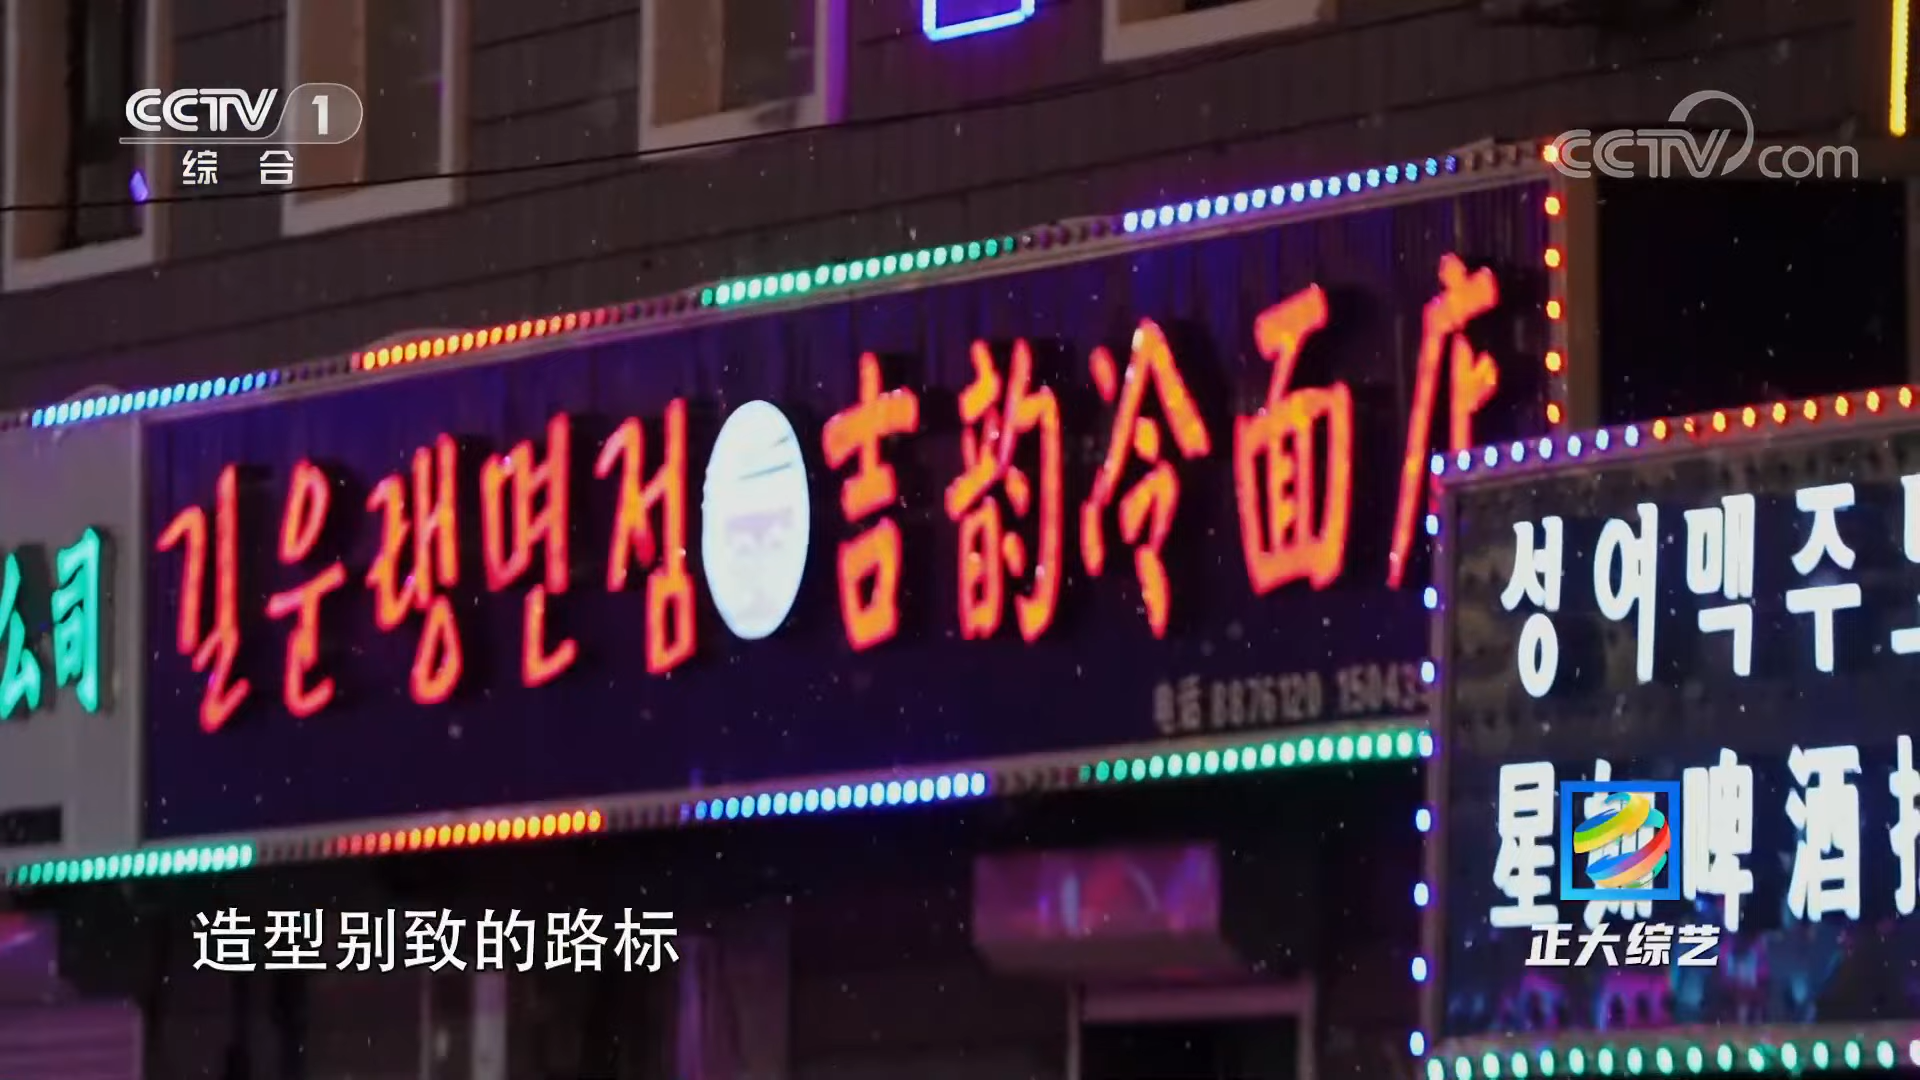 CCTV 1
综合
CCTV com
길운랭면점 吉韵冷面店
电话 8876120 15043
公司
성여맥주
星 啤酒
造型别致的路标
正大综艺